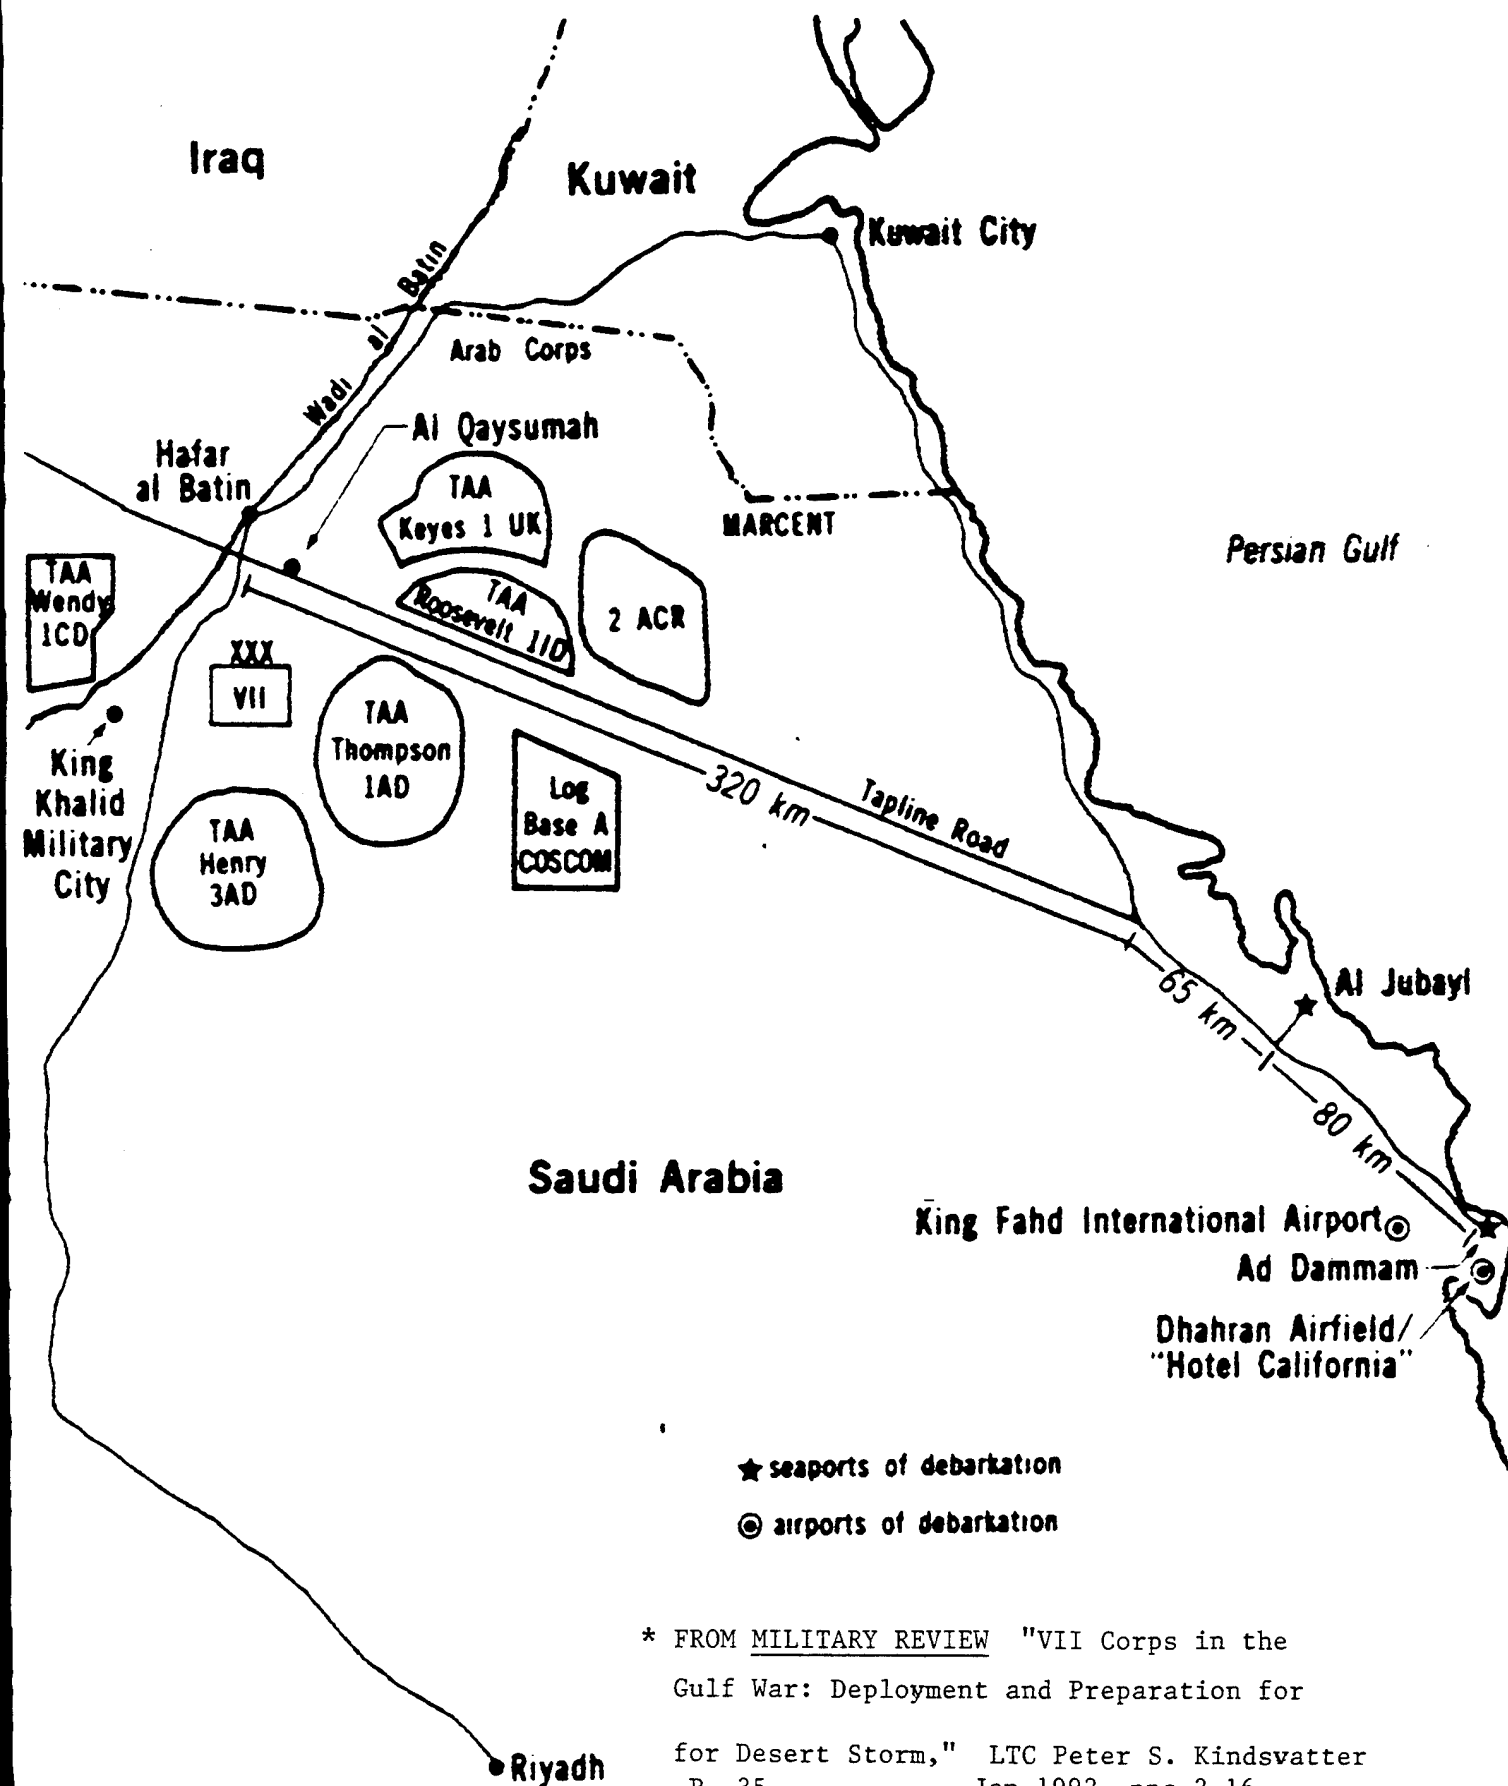 Iraq
Kuwait
Kuwait City
Wadi al Batin
Arab Corps
Al Qaysumah
Hafar
al Batin
TAA
Keyes 1 UK
MARCENT
Persian Gulf
TAA
Wendy
1CD
TAA
Roosevelt 1ID
2 ACR
XXX
VII
TAA
Thompson
1AD
King
Khalid
Military
City
Log
Base A
COSCOM
320 km
Tapline Road
TAA
Henry
3AD
65 km
Al Jubayl
80 km
Saudi Arabia
King Fahd International Airport
Ad Dammam
Dhahran Airfield/
"Hotel California"
seaports of debarkation
airports of debarkation
* FROM MILITARY REVIEW "VII Corps in the
Gulf War: Deployment and Preparation for
for Desert Storm," LTC Peter S. Kindsvatter
Riyadh